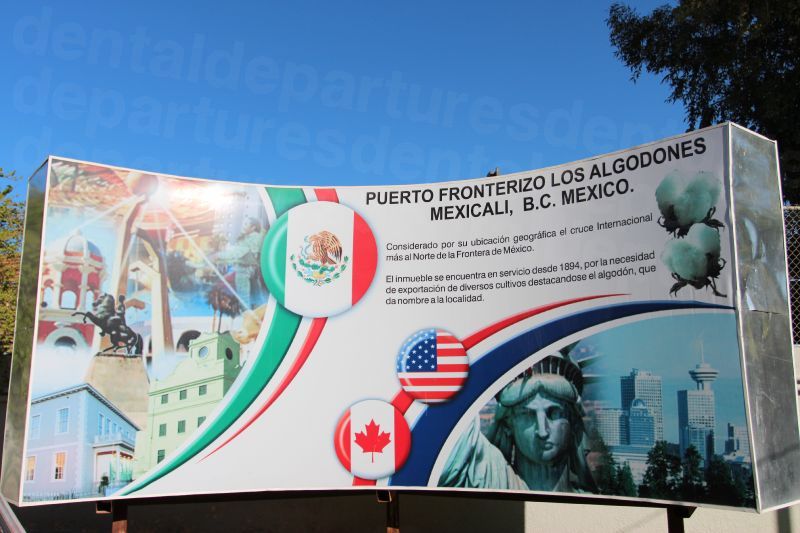 dentaldeparturesdent
departuresdental
PUERTO FRONTERIZO LOS ALGODONES
MEXICALI, B.C. MEXICO.
Considerado por su ubicación geográfica el cruce Internacional
más al Norte de la Frontera de México.
El inmueble se encuentra en servicio desde 1894, por la necesidad
de exportación de diversos cultivos destacandose el algodón, que
da nombre a la localidad.